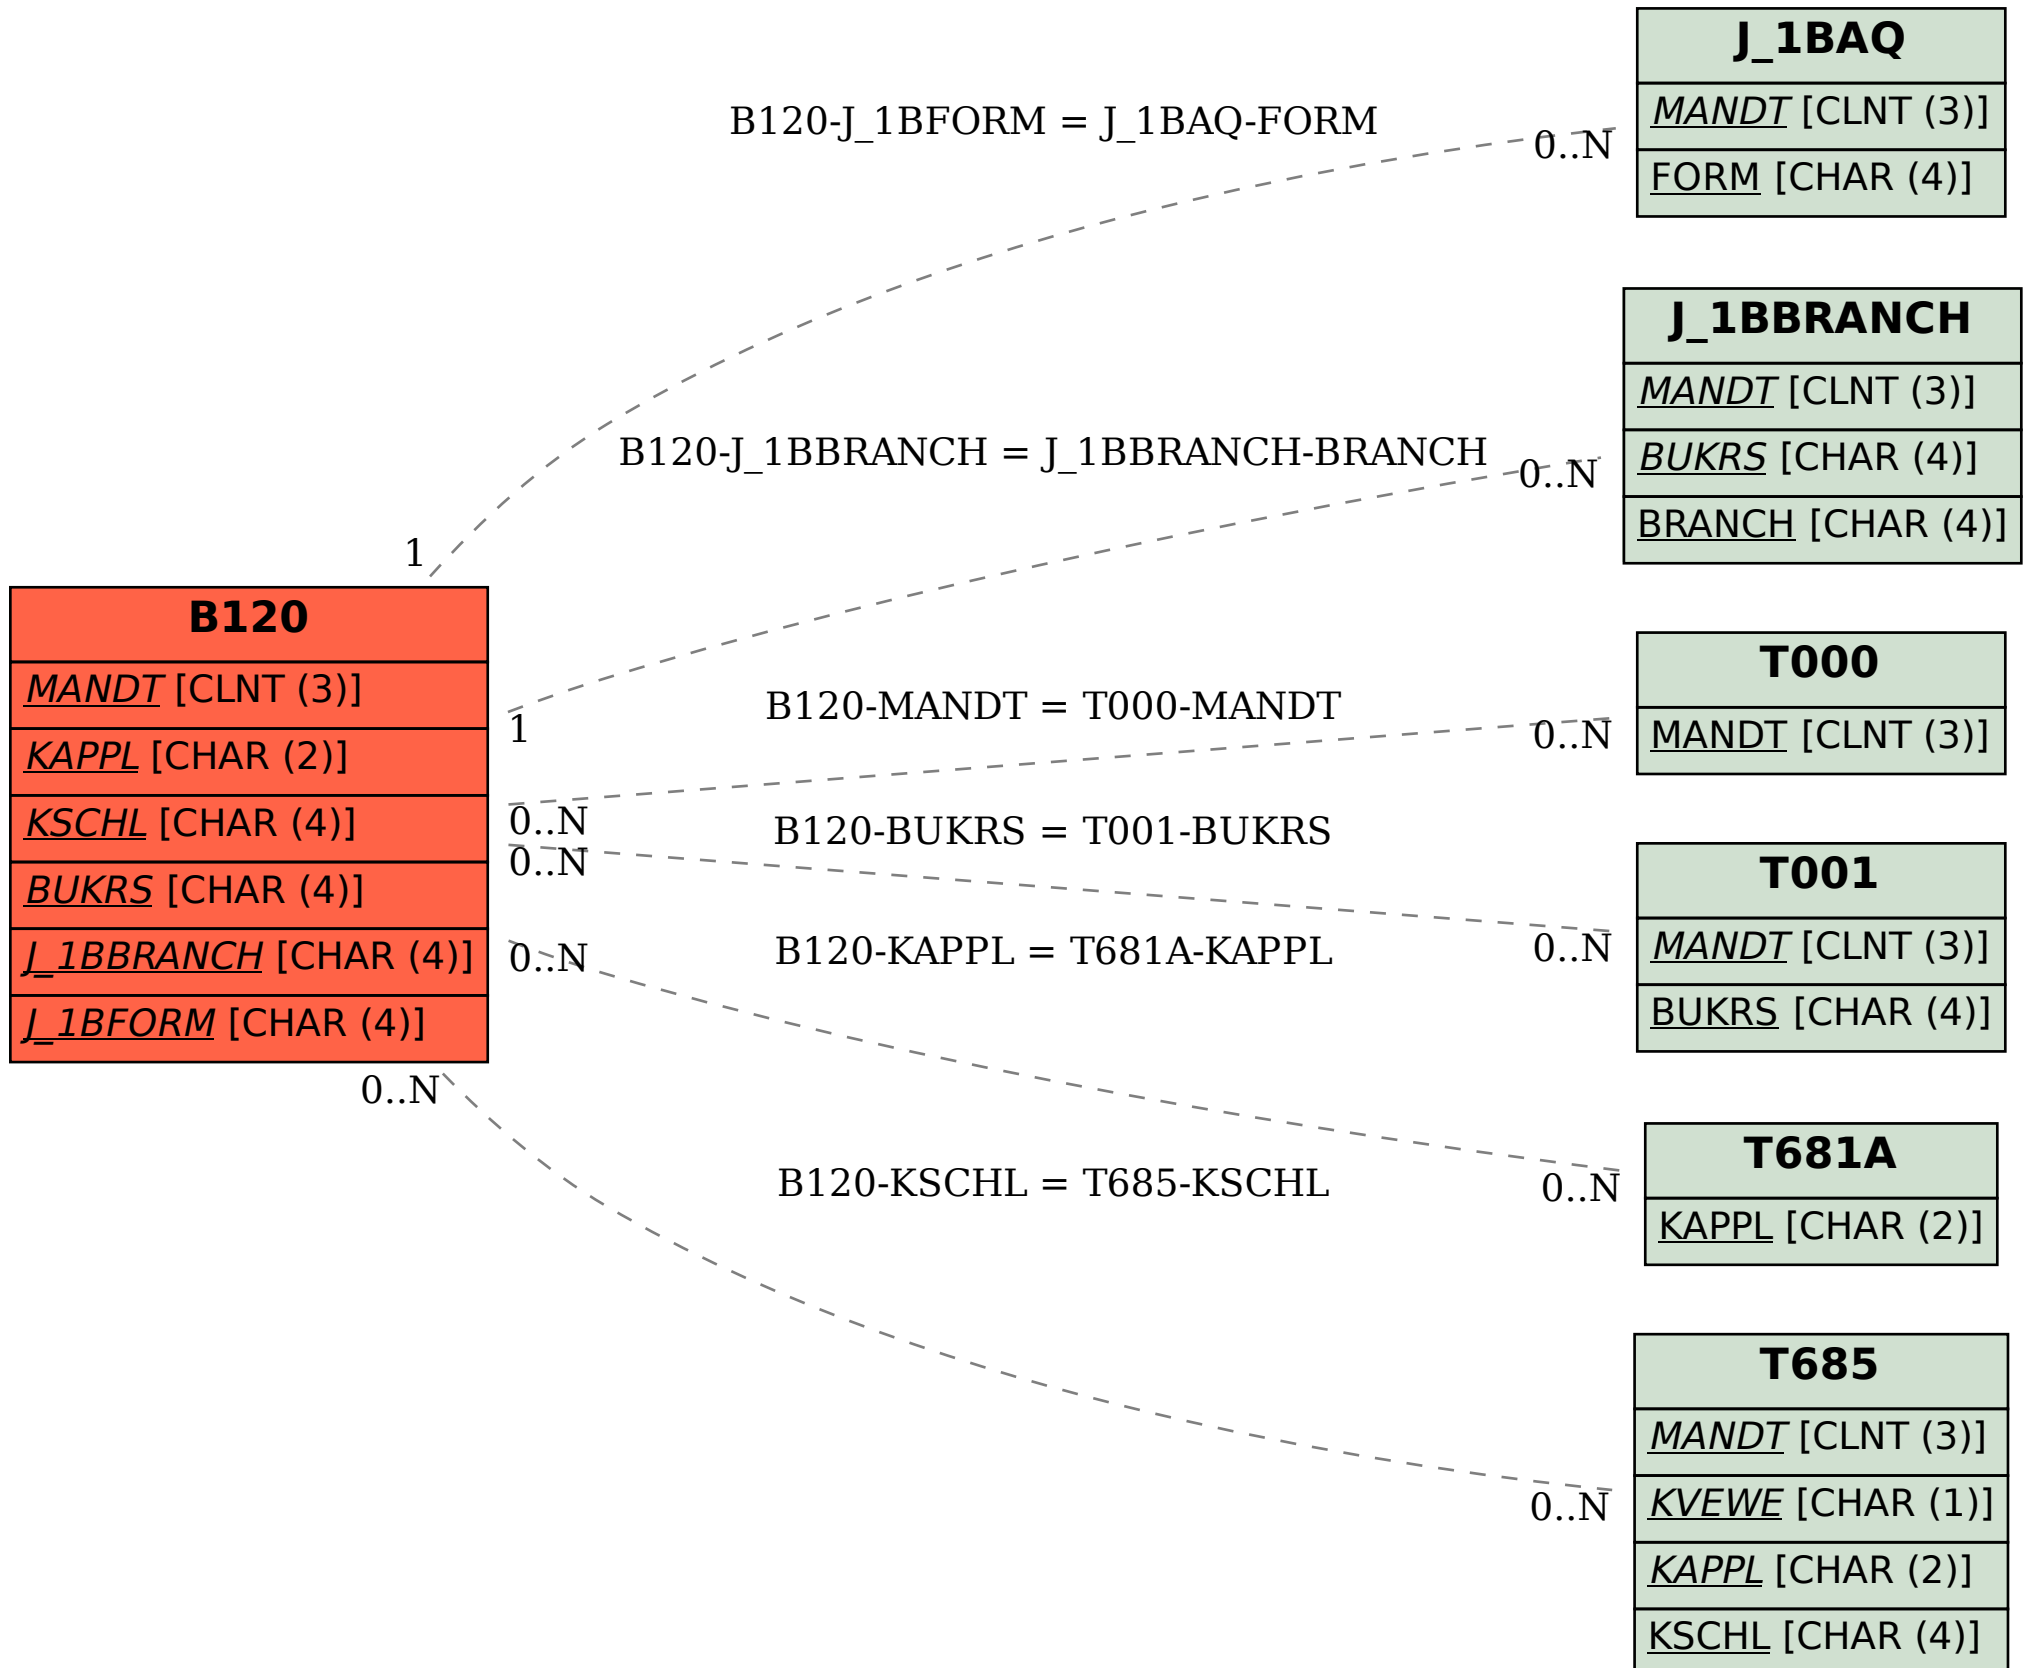 J_1BAQ
MANDT [CLNT (3)]
FORM [CHAR (4)]
B120-J_1BFORM = J_1BAQ-FORM
0..N
1
J_1BBRANCH
MANDT [CLNT (3)]
BUKRS [CHAR (4)]
BRANCH [CHAR (4)]
B120-J_1BBRANCH = J_1BBRANCH-BRANCH
0..N
1
B120
MANDT [CLNT (3)]
KAPPL [CHAR (2)]
KSCHL [CHAR (4)]
BUKRS [CHAR (4)]
J_1BBRANCH [CHAR (4)]
J_1BFORM [CHAR (4)]
T000
MANDT [CLNT (3)]
B120-MANDT = T000-MANDT
0..N
0..N
T001
MANDT [CLNT (3)]
BUKRS [CHAR (4)]
B120-BUKRS = T001-BUKRS
0..N
0..N
T681A
KAPPL [CHAR (2)]
B120-KAPPL = T681A-KAPPL
0..N
0..N
T685
MANDT [CLNT (3)]
KVEWE [CHAR (1)]
KAPPL [CHAR (2)]
KSCHL [CHAR (4)]
B120-KSCHL = T685-KSCHL
0..N
0..N